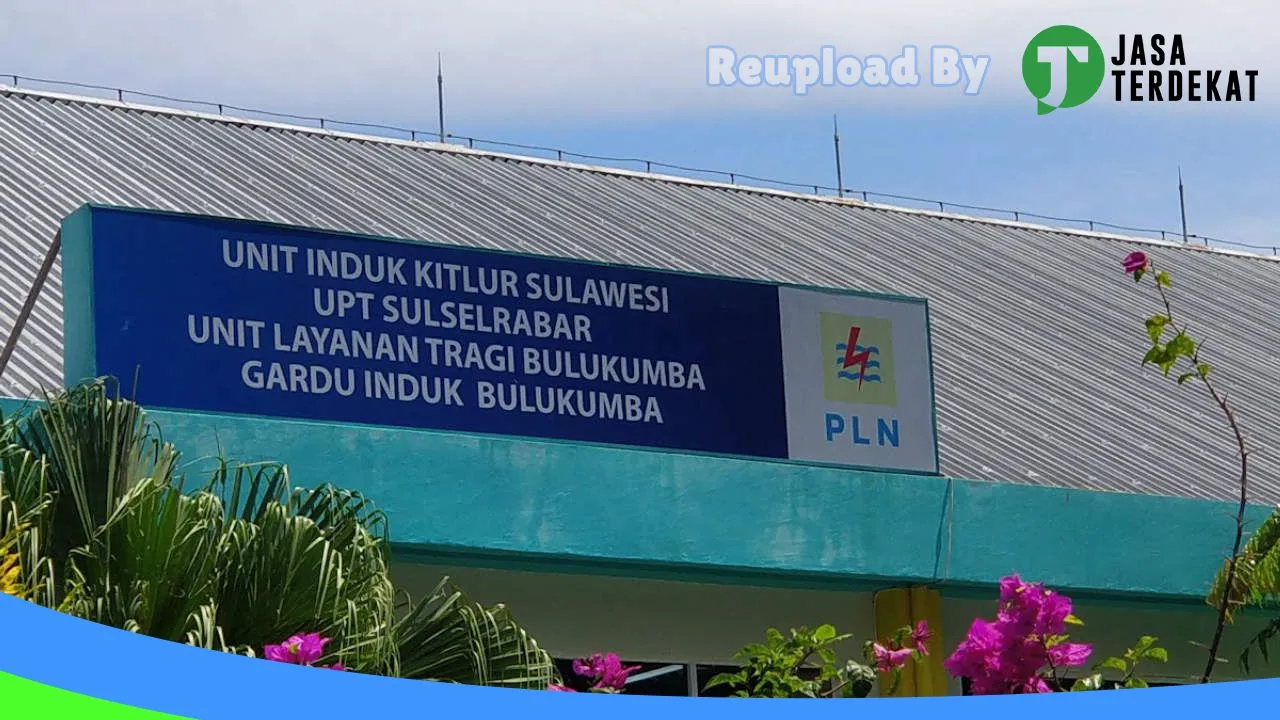 Reupload By
JASA
TERDEKAT
UNIT INDUK KITLUR SULAWESI
UPT SULSELRABAR
UNIT LAYANAN TRAGI BULUKUMBA
GARDU INDUK BULUKUMBA
PLN